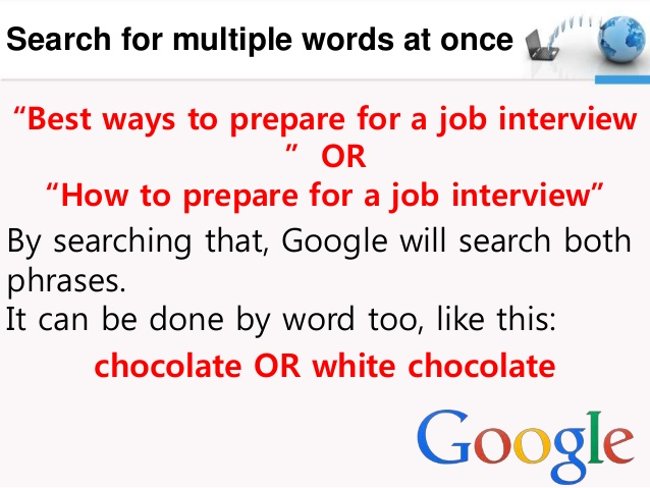 Search for multiple words at once
“Best ways to prepare for a job interview
” OR
“How to prepare for a job interview”
By searching that, Google will search both
phrases.
It can be done by word too, like this:
chocolate OR white chocolate
Google